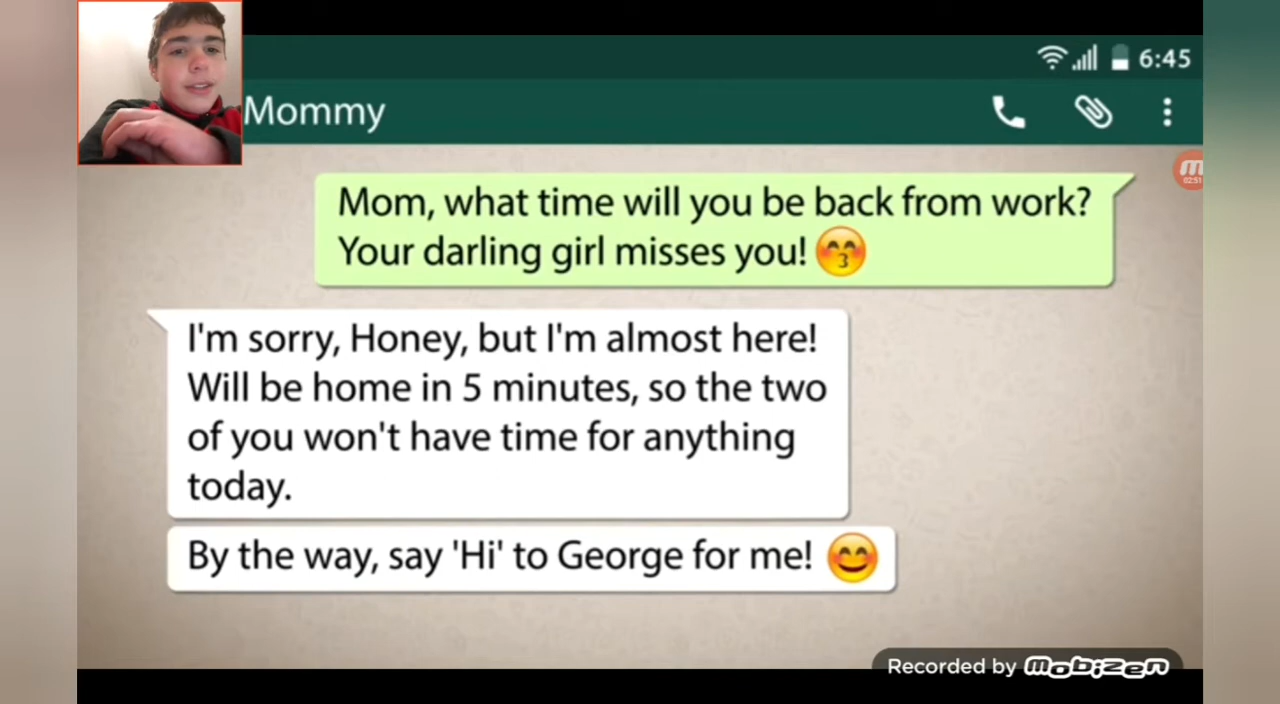 6:45
Mommy
02:51
Mom, what time will you be back from work?
Your darling girl misses you!
I'm sorry, Honey, but I'm almost here!
Will be home in 5 minutes, so the two
of you won't have time for anything
today.
By the way, say 'Hi' to George for me!
Recorded by mobizen